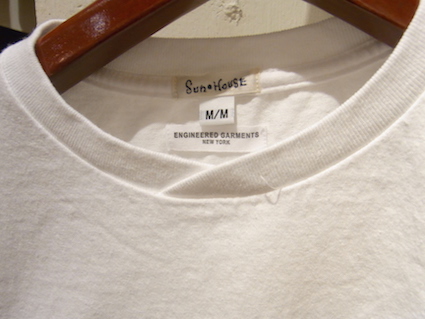 Sun•House
M/M
ENGINEERED GARMENTS
NEW YORK